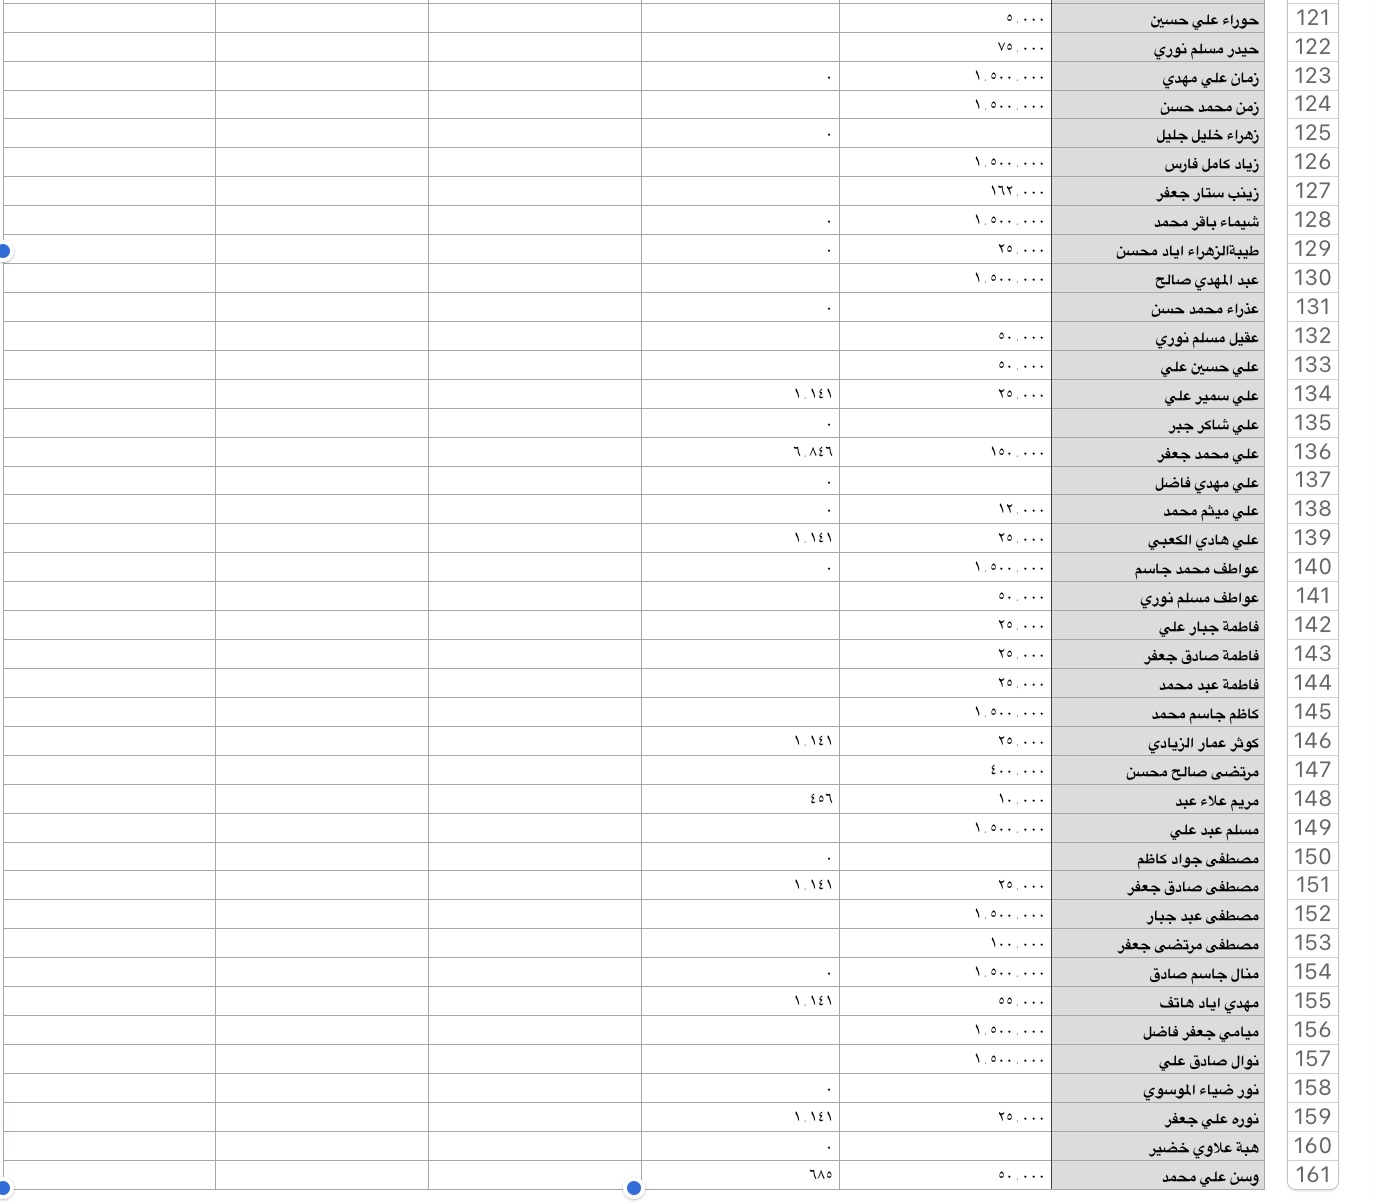 121 حوراء علي حسين ٥٬٠٠٠
122 حيدر مسلم نوري ٧٥٬٠٠٠
123 زمان علي مهدي ١٬٥٠٠٬٠٠٠ ٠
124 زمن محمد حسن ١٬٥٠٠٬٠٠٠
125 زهراء خليل جليل ٠
126 زياد كامل فارس ١٬٥٠٠٬٠٠٠
127 زينب ستار جعفر ١٦٢٬٠٠٠
128 شيماء باقر محمد ١٬٥٠٠٬٠٠٠ ٠
129 طيبةالزهراء اياد محسن ٢٥٬٠٠٠ ٠
130 عبد المهدي صالح ١٬٥٠٠٬٠٠٠
131 عذراء محمد حسن ٠
132 عقيل مسلم نوري ٥٠٬٠٠٠
133 علي حسين علي ٥٠٬٠٠٠
134 علي سمير علي ٢٥٬٠٠٠ ١٬١٤١
135 علي شاكر جبر ٠
136 علي محمد جعفر ١٥٠٬٠٠٠ ٦٬٨٤٦
137 علي مهدي فاضل ٠
138 علي ميثم محمد ١٢٬٠٠٠ ٠
139 علي هادي الكعبي ٢٥٬٠٠٠ ١٬١٤١
140 عواطف محمد جاسم ١٬٥٠٠٬٠٠٠ ٠
141 عواطف مسلم نوري ٥٠٬٠٠٠
142 فاطمة جبار علي ٢٥٬٠٠٠
143 فاطمة صادق جعفر ٢٥٬٠٠٠
144 فاطمة عبد محمد ٢٥٬٠٠٠
145 كاظم جاسم محمد ١٬٥٠٠٬٠٠٠
146 كوثر عمار الزيادي ٢٥٬٠٠٠ ١٬١٤١
147 مرتضى صالح محسن ٤٠٠٬٠٠٠
148 مريم علاء عبد ١٠٬٠٠٠ ٤٥٦
149 مسلم عبد علي ١٬٥٠٠٬٠٠٠
150 مصطفى جواد كاظم ٠
151 مصطفى صادق جعفر ٢٥٬٠٠٠ ١٬١٤١
152 مصطفى عبد جبار ١٬٥٠٠٬٠٠٠
153 مصطفى مرتضى جعفر ١٠٠٬٠٠٠
154 منال جاسم صادق ١٬٥٠٠٬٠٠٠ ٠
155 مهدي اياد هاتف ٥٥٬٠٠٠ ١٬١٤١
156 ميامي جعفر فاضل ١٬٥٠٠٬٠٠٠
157 نوال صادق علي ١٬٥٠٠٬٠٠٠
158 نور ضياء الموسوي ٠
159 نوره علي جعفر ٢٥٬٠٠٠ ١٬١٤١
160 هبة علاوي خضير ٠
161 وسن علي محمد ٥٠٬٠٠٠ ٦٨٥